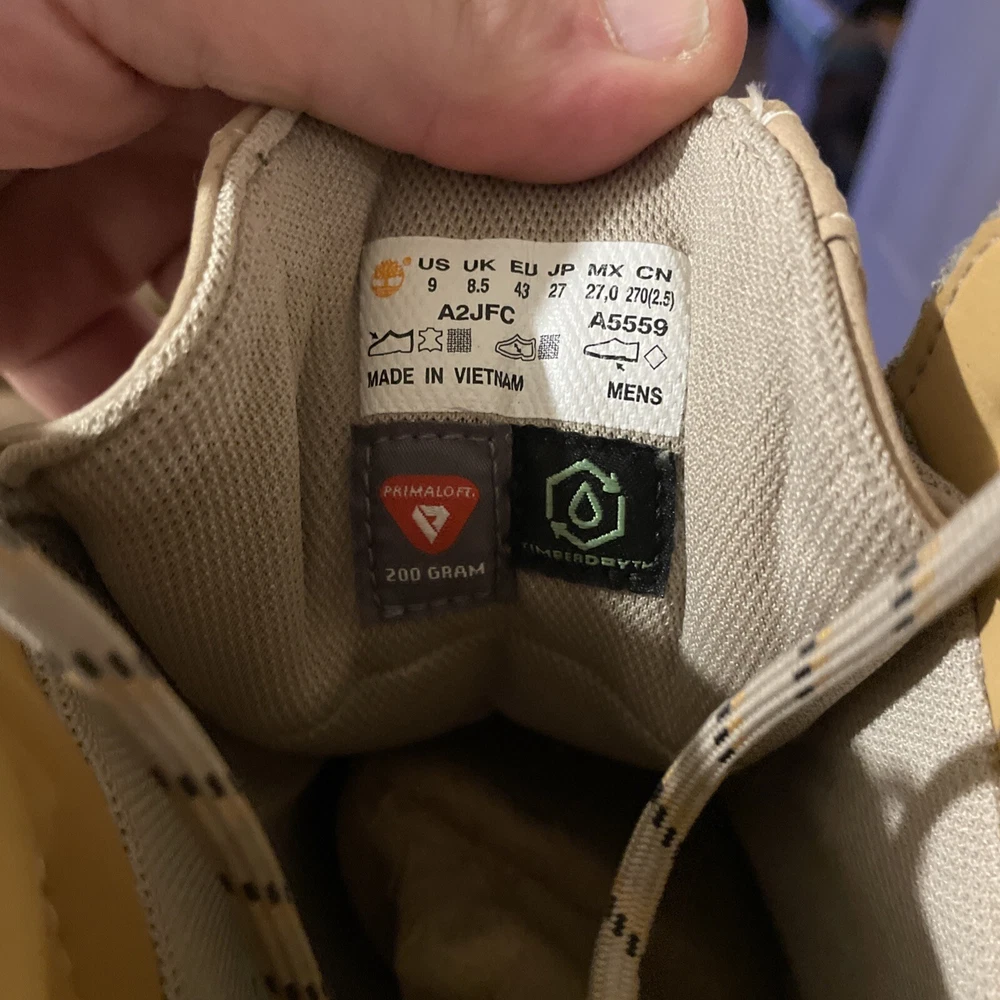 US UK EU JP MX CN
9 8.5 43 27 27,0 270(2.5)
A2JFC A5559
MADE IN VIETNAM MENS
PRIMALOFT.
200 GRAM
TIMBERDRY™